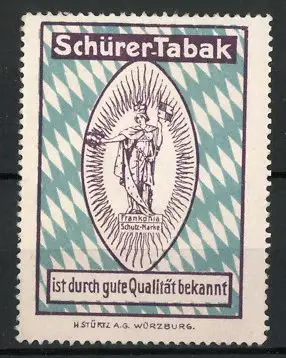 Schürer-Tabak
Frankonia
Schutz-Marke
ist durch gute Qualität bekannt
H. STÜRTZ A.G. WÜRZBURG.